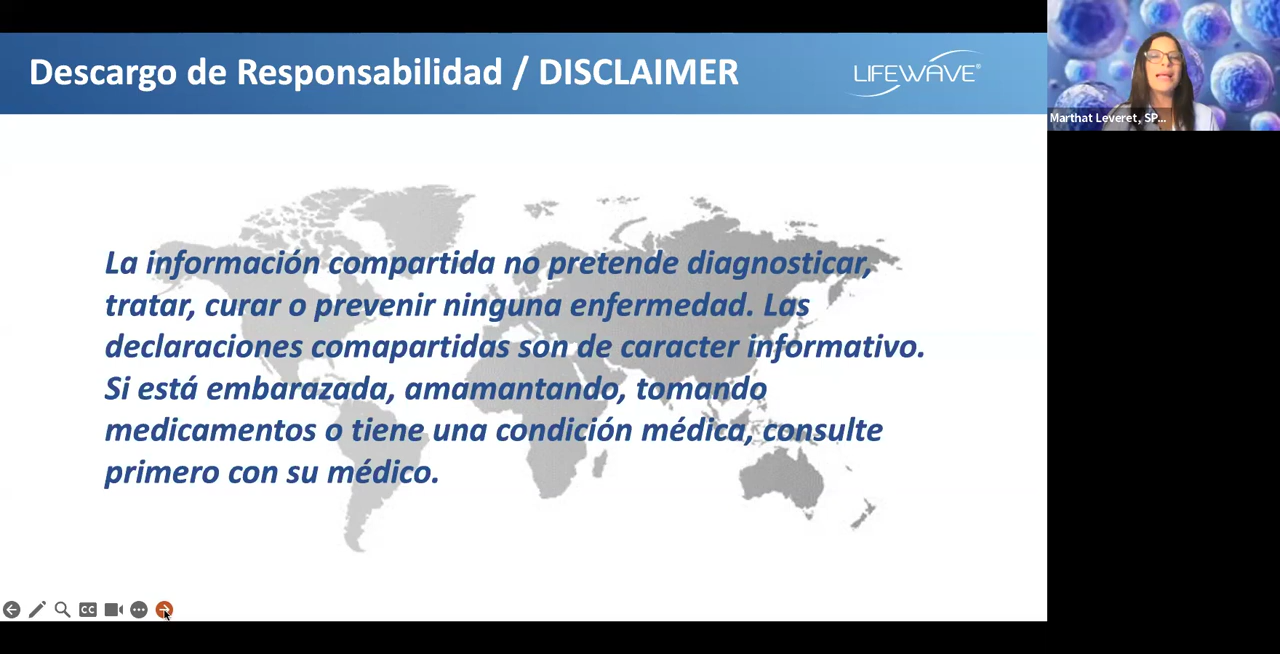 Descargo de Responsabilidad / DISCLAIMER
LIFEWAVE®
Marthat Leveret, SP...
La información compartida no pretende diagnosticar,
tratar, curar o prevenir ninguna enfermedad. Las
declaraciones comapartidas son de caracter informativo.
Si está embarazada, amamantando, tomando
medicamentos o tiene una condición médica, consulte
primero con su médico.
CC